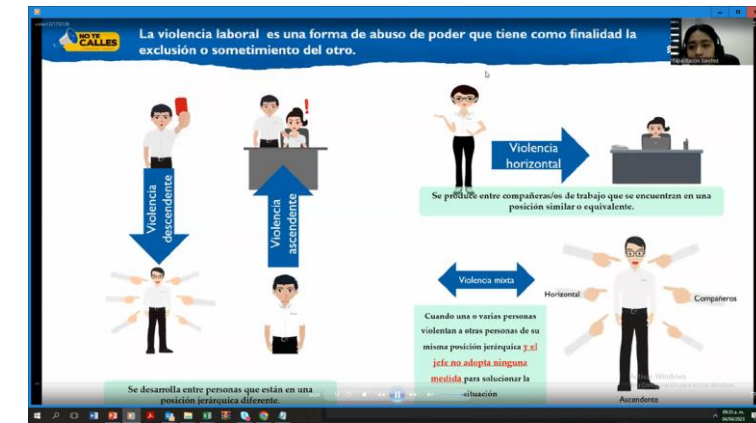 NO TE
CALLES
La violencia laboral es una forma de abuso de poder que tiene como finalidad la
exclusión o sometimiento del otro.
Violencia
descendente
Violencia
ascendente
Se desarrolla entre personas que están en una
posición jerárquica diferente.
Violencia
horizontal
Se produce entre compañeras/os de trabajo que se encuentran en una
posición similar o equivalente.
Violencia mixta
Cuando una o varias personas
violentan a otras personas de su
misma posición jerárquica y el
jefe no adopta ninguna
medida para solucionar la
situación
Horizontal
Compañeros
Ascendente
Windows